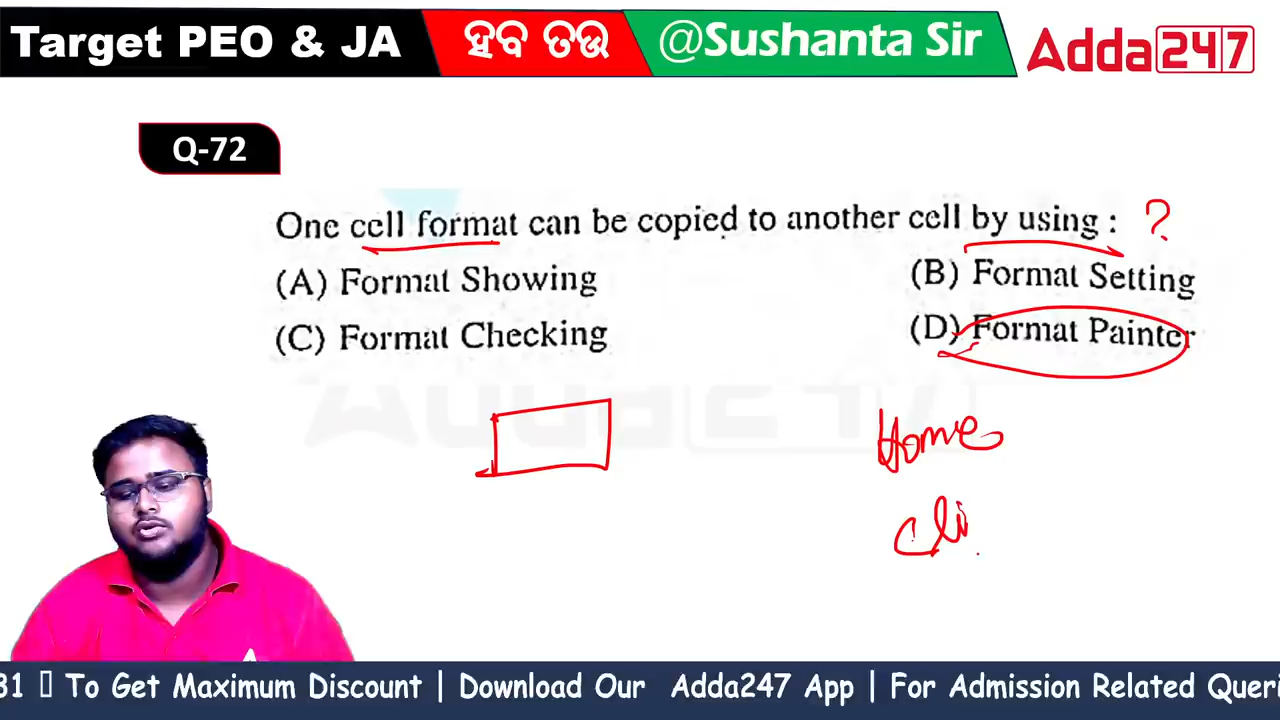 Target PEO & JA
ହବ ତଉ
@Sushanta Sir
Adda247
Q-72
One cell format can be copied to another cell by using : ?
(A) Format Showing
(B) Format Setting
(C) Format Checking
(D) Format Painter
Home
Cli
31 ▯ To Get Maximum Discount | Download Our Adda247 App | For Admission Related Queri